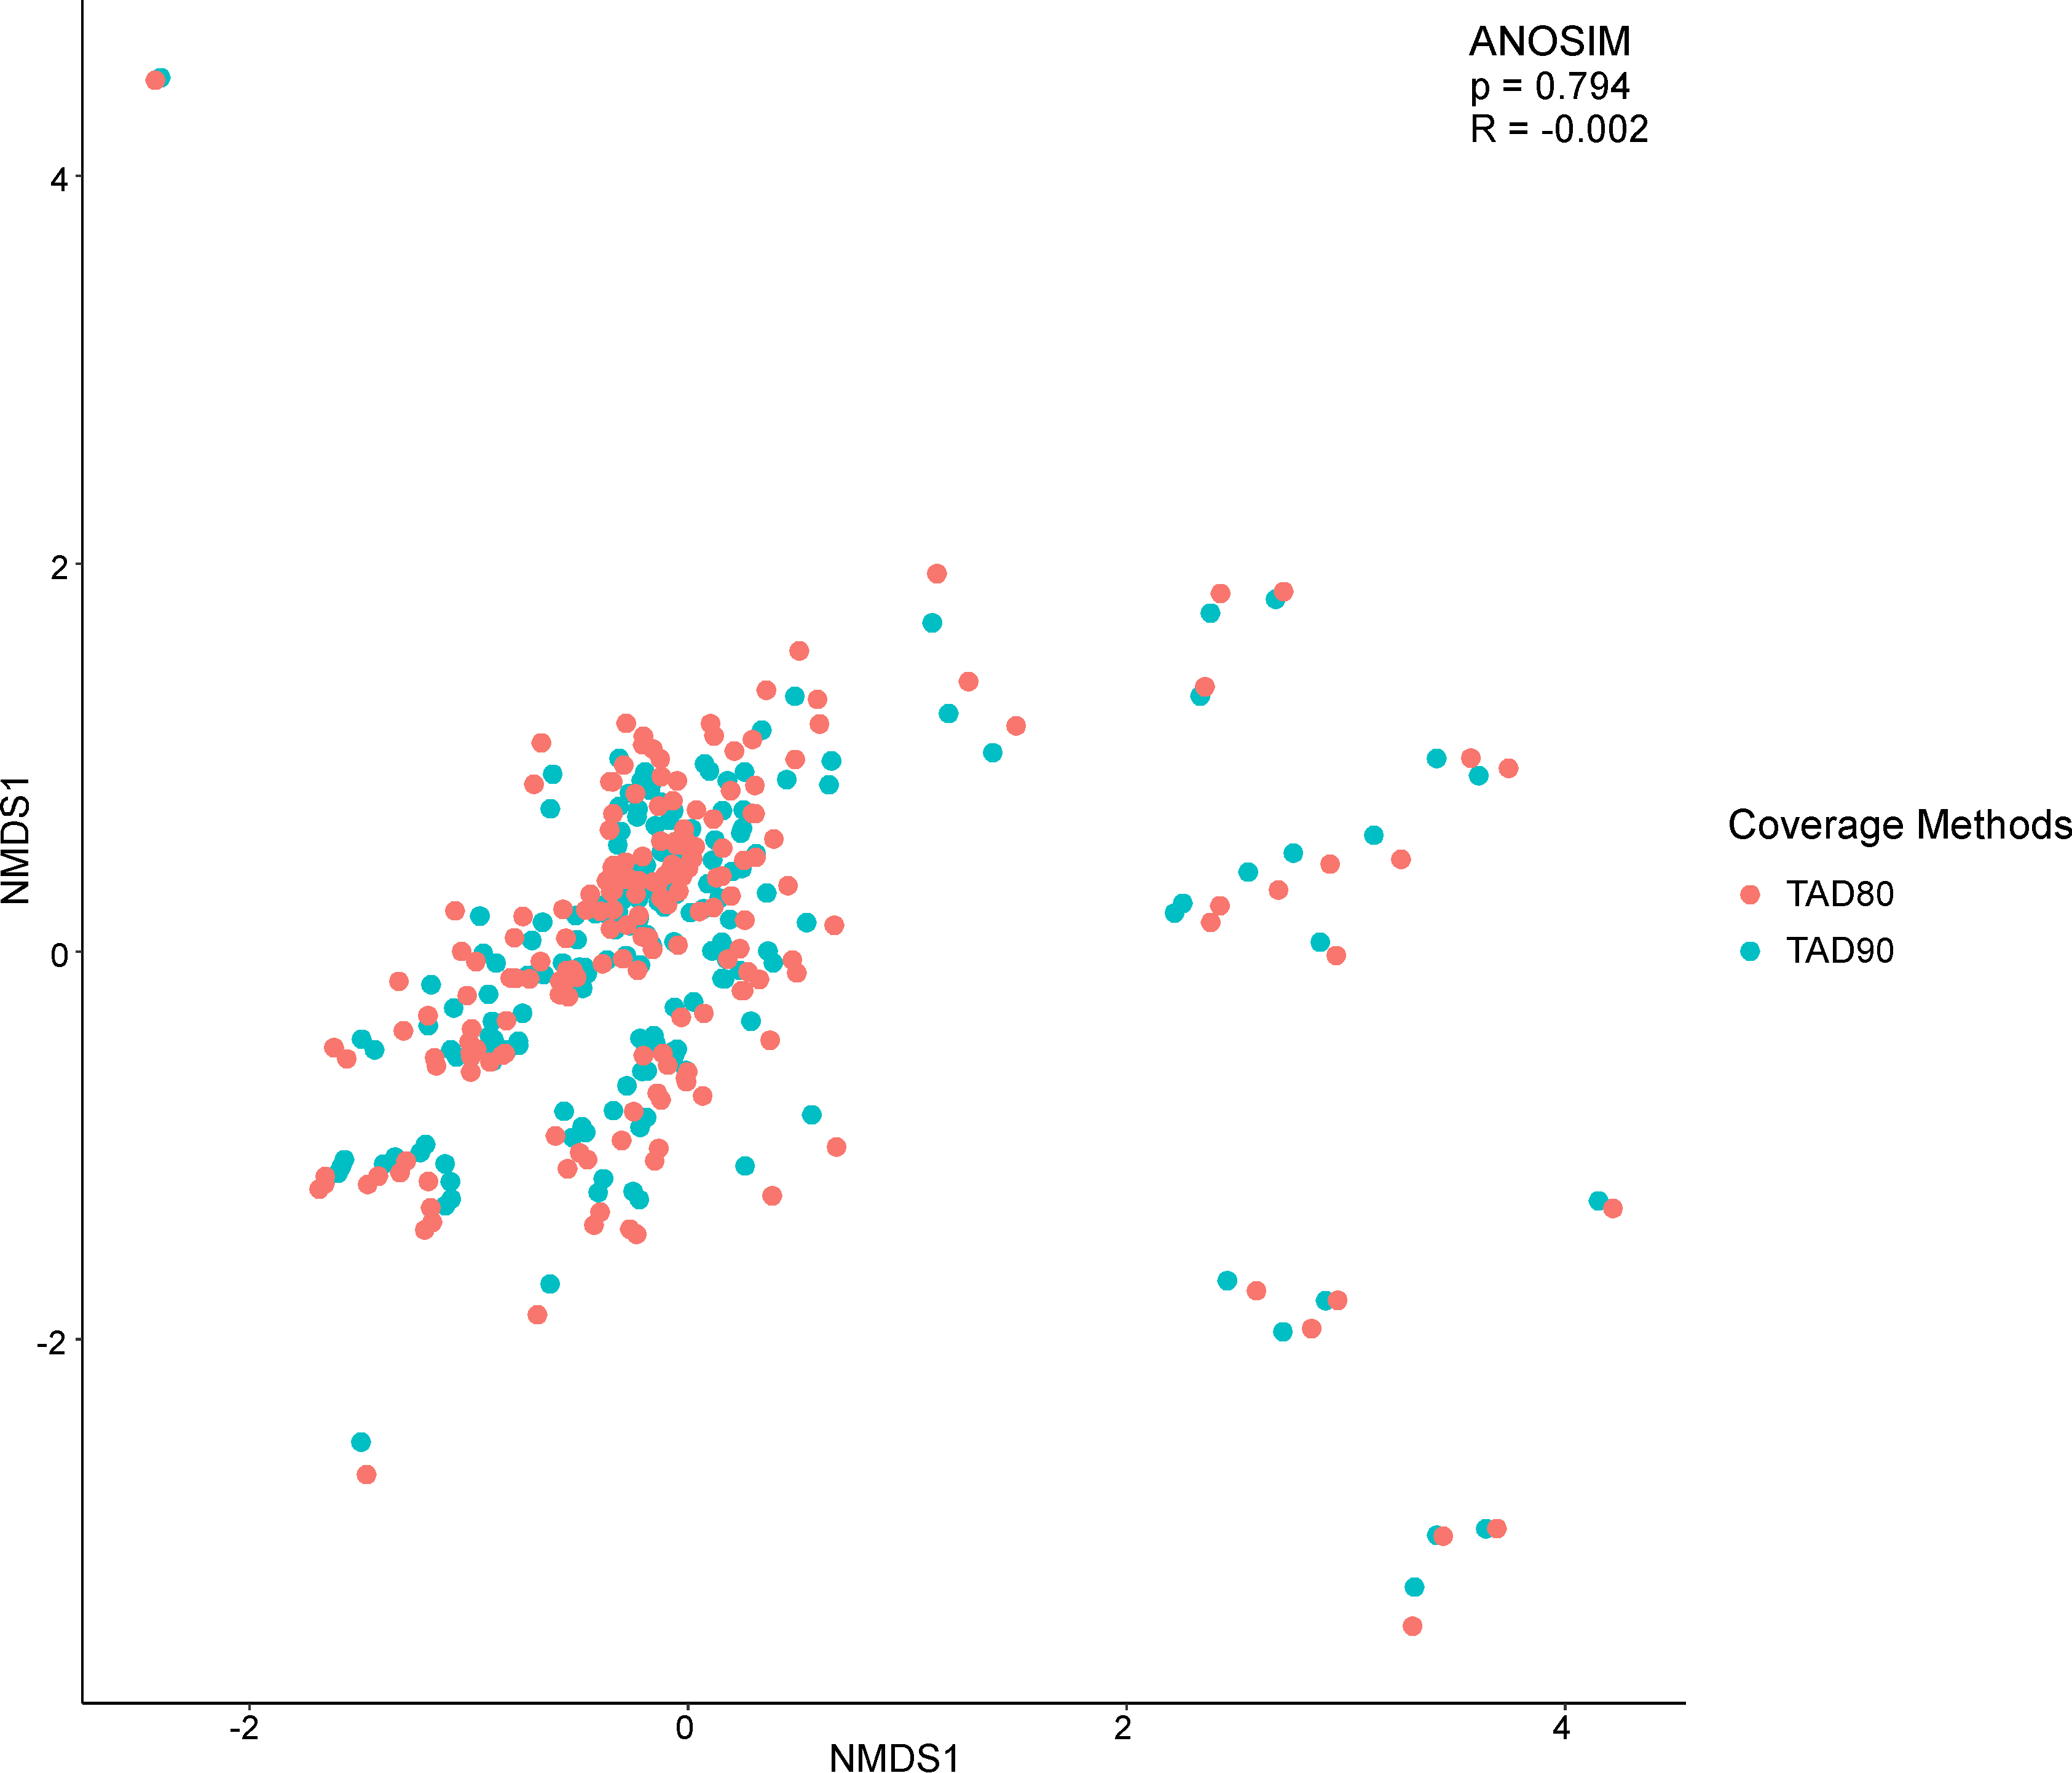 ANOSIM
p = 0.794
R = -0.002
4
2
0
-2
NMDS1
-2
0
2
4
NMDS1
Coverage Methods
TAD80
TAD90